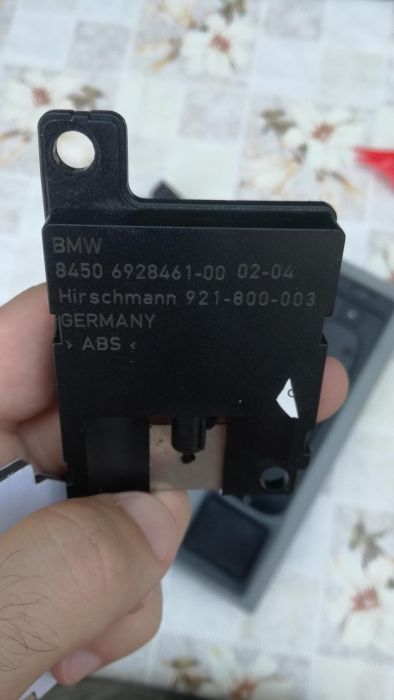 BMW
8450 6928461-00 02-04
Hirschmann 921-800-003
GERMANY
› ABS ‹